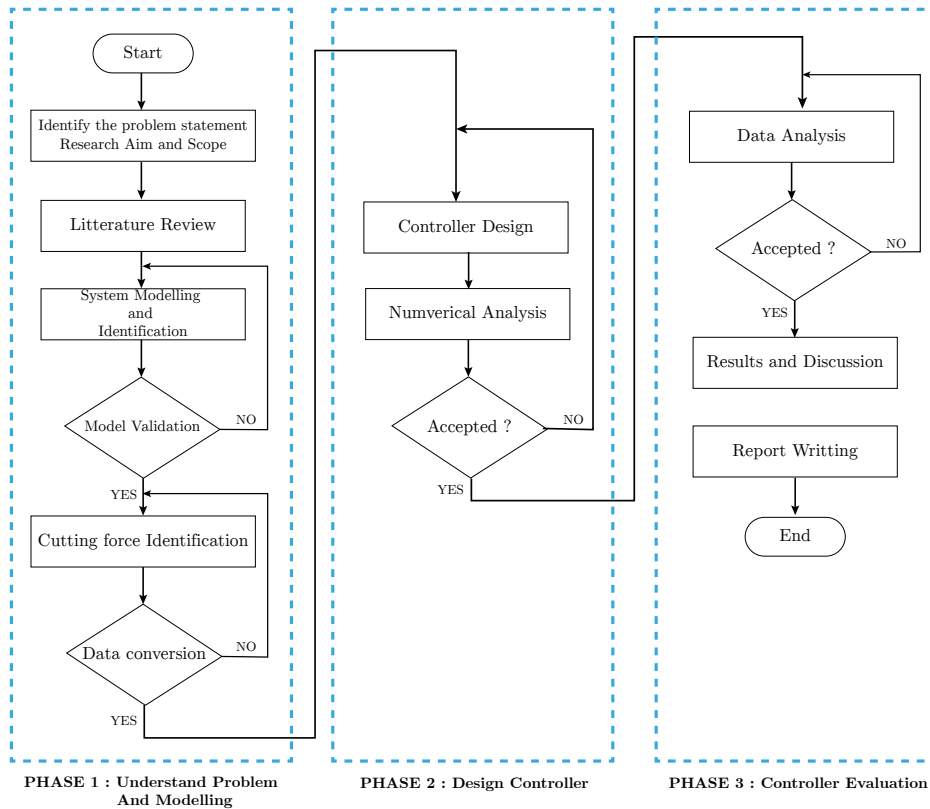 Start
Identify the problem statement
Research Aim and Scope
Litterature Review
System Modelling
and
Identification
Model Validation
NO
YES
Cutting force Identification
Data conversion
NO
YES
PHASE 1 : Understand Problem
And Modelling
Controller Design
Numverical Analysis
Accepted ?
NO
YES
PHASE 2 : Design Controller
Data Analysis
Accepted ?
NO
YES
Results and Discussion
Report Writting
End
PHASE 3 : Controller Evaluation